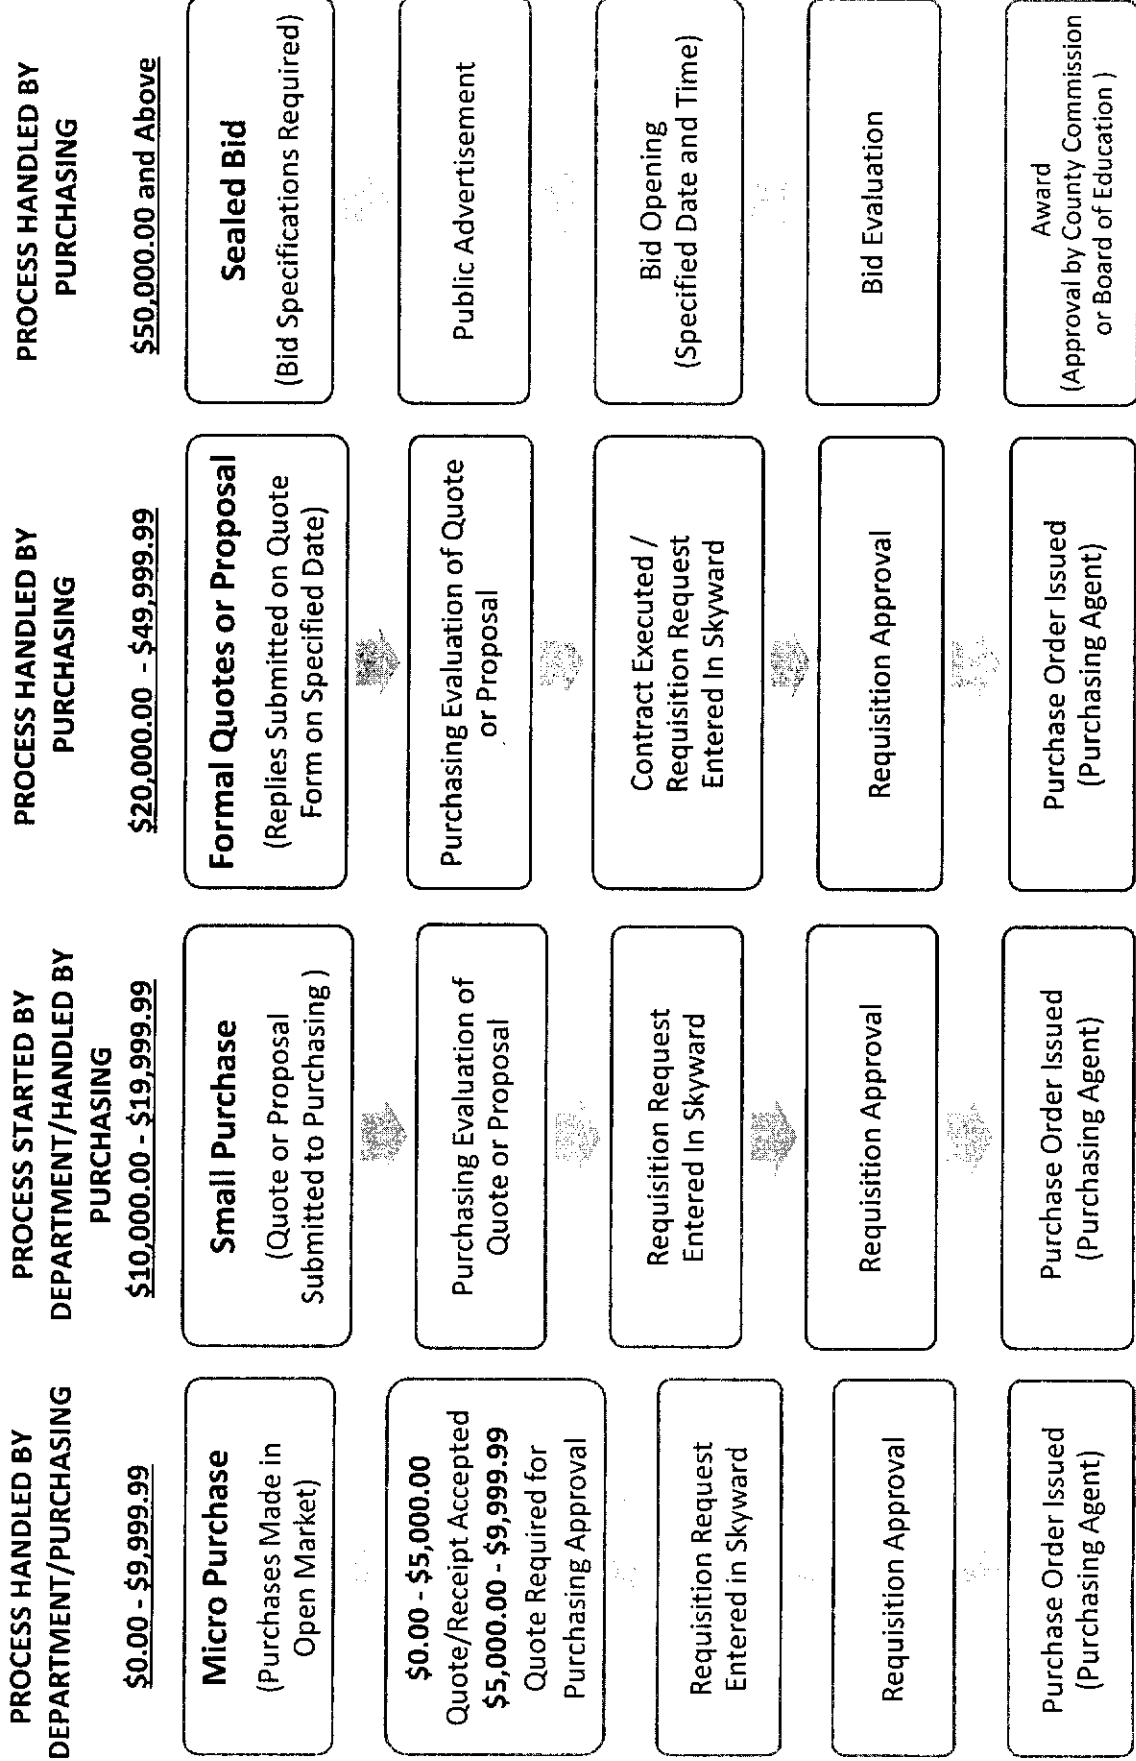 PROCESS HANDLED BY
DEPARTMENT/PURCHASING
$0.00 - $9,999.99
Micro Purchase
(Purchases Made in
Open Market)
$0.00 - $5,000.00
Quote/Receipt Accepted
$5,000.00 - $9,999.99
Quote Required for
Purchasing Approval
Requisition Request
Entered in Skyward
Requisition Approval
Purchase Order Issued
(Purchasing Agent)
PROCESS STARTED BY
DEPARTMENT/HANDLED BY
PURCHASING
$10,000.00 - $19,999.99
Small Purchase
(Quote or Proposal
Submitted to Purchasing )
Purchasing Evaluation of
Quote or Proposal
Requisition Request
Entered In Skyward
Requisition Approval
Purchase Order Issued
(Purchasing Agent)
PROCESS HANDLED BY
PURCHASING
$20,000.00 - $49,999.99
Formal Quotes or Proposal
(Replies Submitted on Quote
Form on Specified Date)
Purchasing Evaluation of Quote
or Proposal
Contract Executed /
Requisition Request
Entered In Skyward
Requisition Approval
Purchase Order Issued
(Purchasing Agent)
PROCESS HANDLED BY
PURCHASING
$50,000.00 and Above
Sealed Bid
(Bid Specifications Required)
Public Advertisement
Bid Opening
(Specified Date and Time)
Bid Evaluation
Award
(Approval by County Commission
or Board of Education )